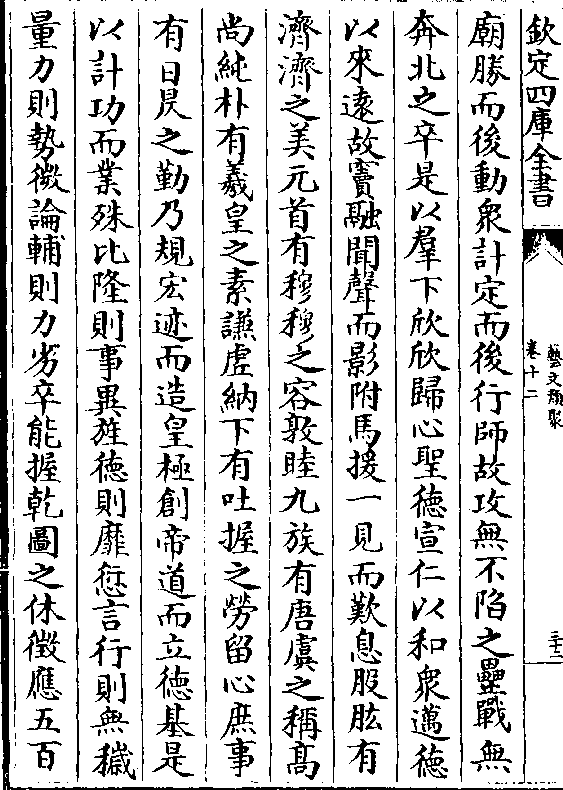 欽定四庫全書
藝文類聚
卷十二
三十二
廟勝而後動衆計定而後行師故攻無不陷之壘戰無
奔北之卒是以羣下欣欣歸心聖德宣仁以和衆邁德
以來遠故竇融聞聲而影附馬援一見而歎息股肱有
濟濟之美元首有穆穆之容敦睦九族有唐虞之稱髙
尚純朴有羲皇之素謙虚納下有吐握之勞留心庶事
有日昃之勤乃規宏迹而造皇極創帝道而立德基是
以計功而業殊比隆則事異旌德則靡愆言行則無穢
量力則勢微論輔則力劣卒能握乾圖之休徵應五百